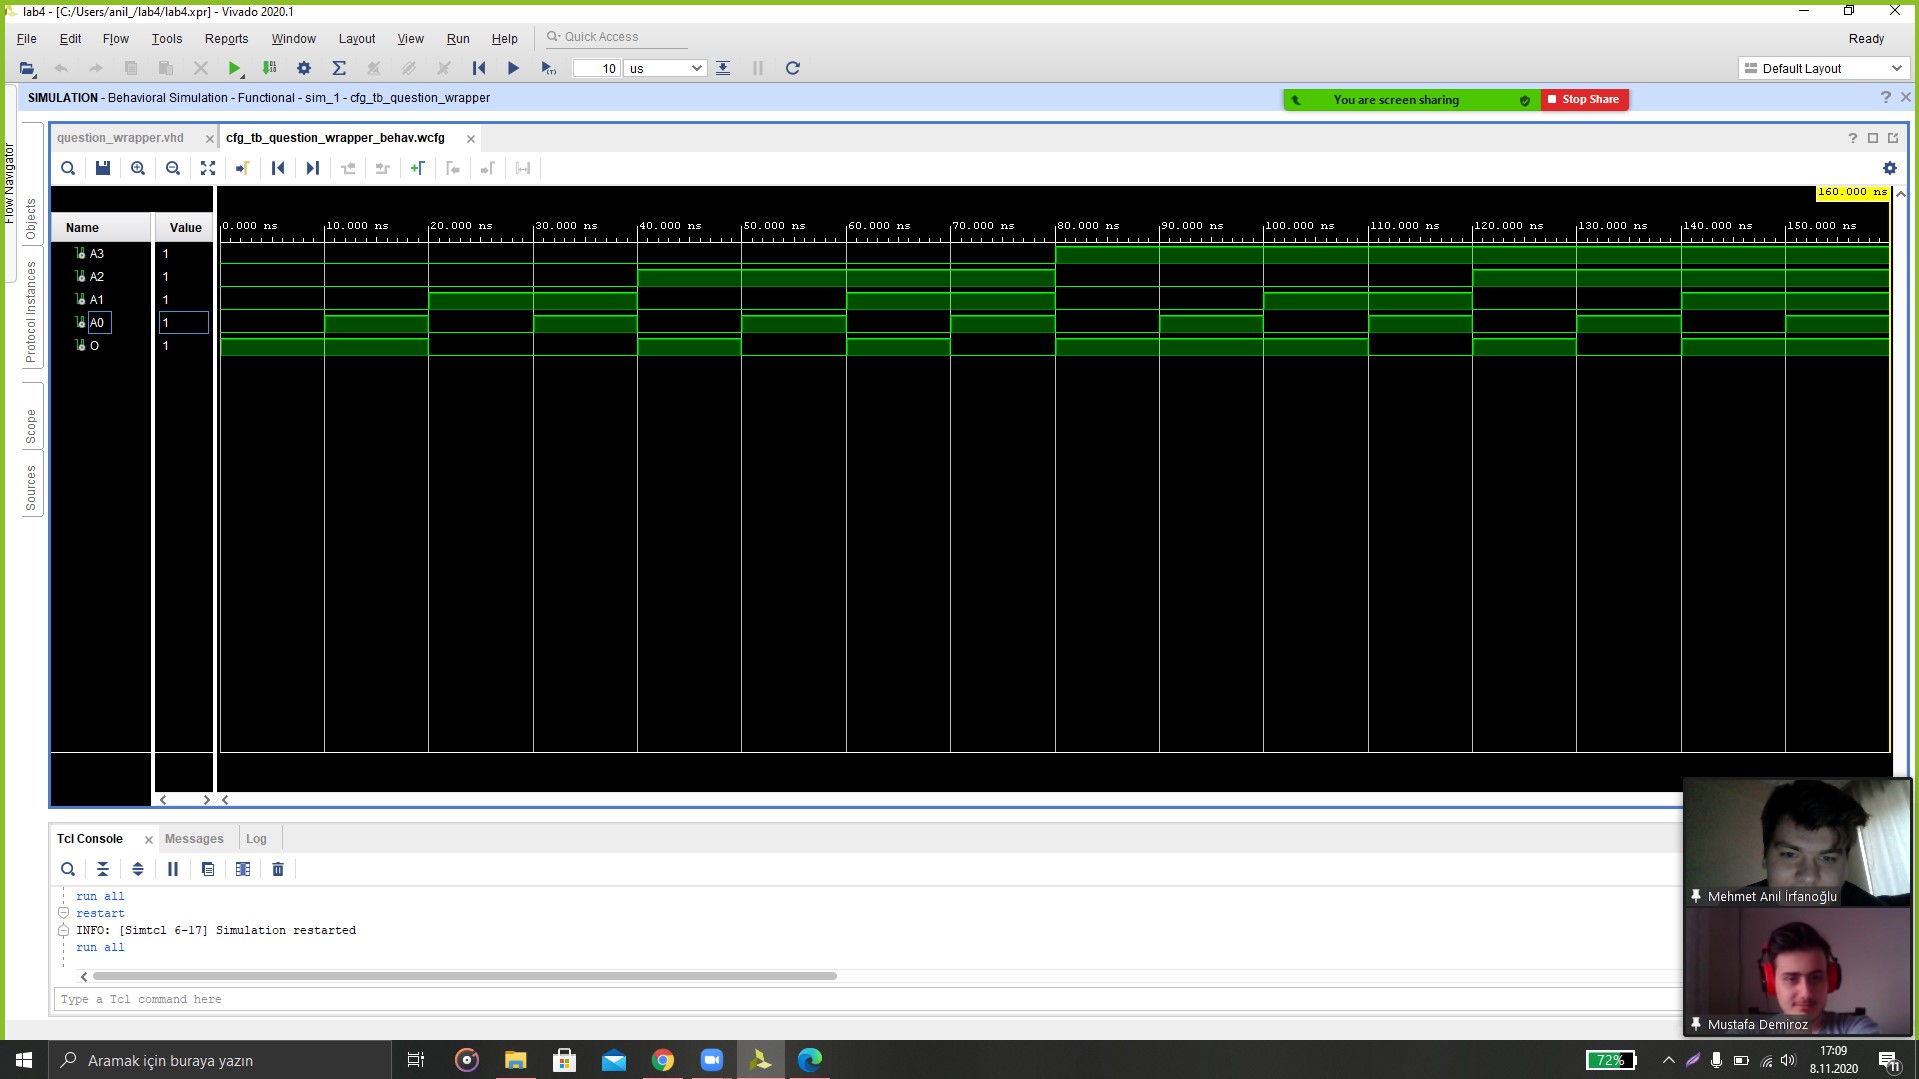 lab4 - [C:/Users/anil_/lab4/lab4.xpr] - Vivado 2020.1
File Edit Flow Tools Reports Window Layout View Run Help Quick Access Ready
10 us Default Layout
SIMULATION - Behavioral Simulation - Functional - sim_1 - cfg_tb_question_wrapper
You are screen sharing Stop Share
Flow Navigator
Objects
Protocol Instances
Scope
Sources
question_wrapper.vhd cfg_tb_question_wrapper_behav.wcfg
160.000 ns
Name Value 0.000 ns 10.000 ns 20.000 ns 30.000 ns 40.000 ns 50.000 ns 60.000 ns 70.000 ns 80.000 ns 90.000 ns 100.000 ns 110.000 ns 120.000 ns 130.000 ns 140.000 ns 150.000 ns
A3 1
A2 1
A1 1
A0 1
O 1
Tcl Console Messages Log
run all
restart
INFO: [Simtcl 6-17] Simulation restarted
run all
Type a Tcl command here
Mehmet Anıl İrfanoğlu
Mustafa Demiroz
Aramak için buraya yazın
72%
17:09
8.11.2020
11